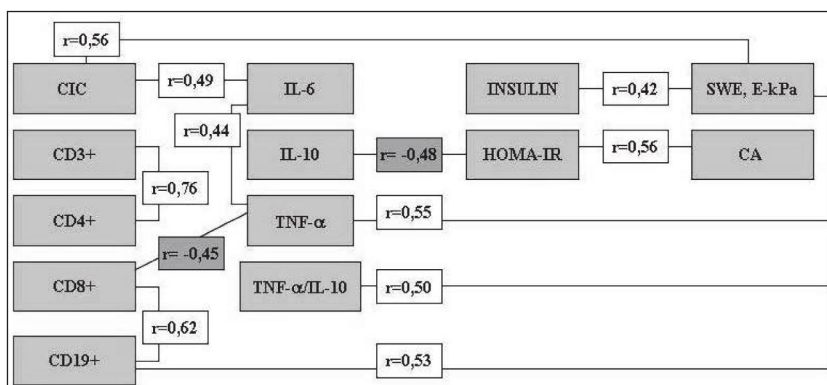 r=0,56
CIC
r=0,49
IL-6
INSULIN
r=0,42
SWE, E-kPa
r=0,44
CD3+
IL-10
r= -0,48
HOMA-IR
r=0,56
CA
r=0,76
CD4+
TNF-α
r=0,55
r= -0,45
CD8+
TNF-α/IL-10
r=0,50
r=0,62
CD19+
r=0,53